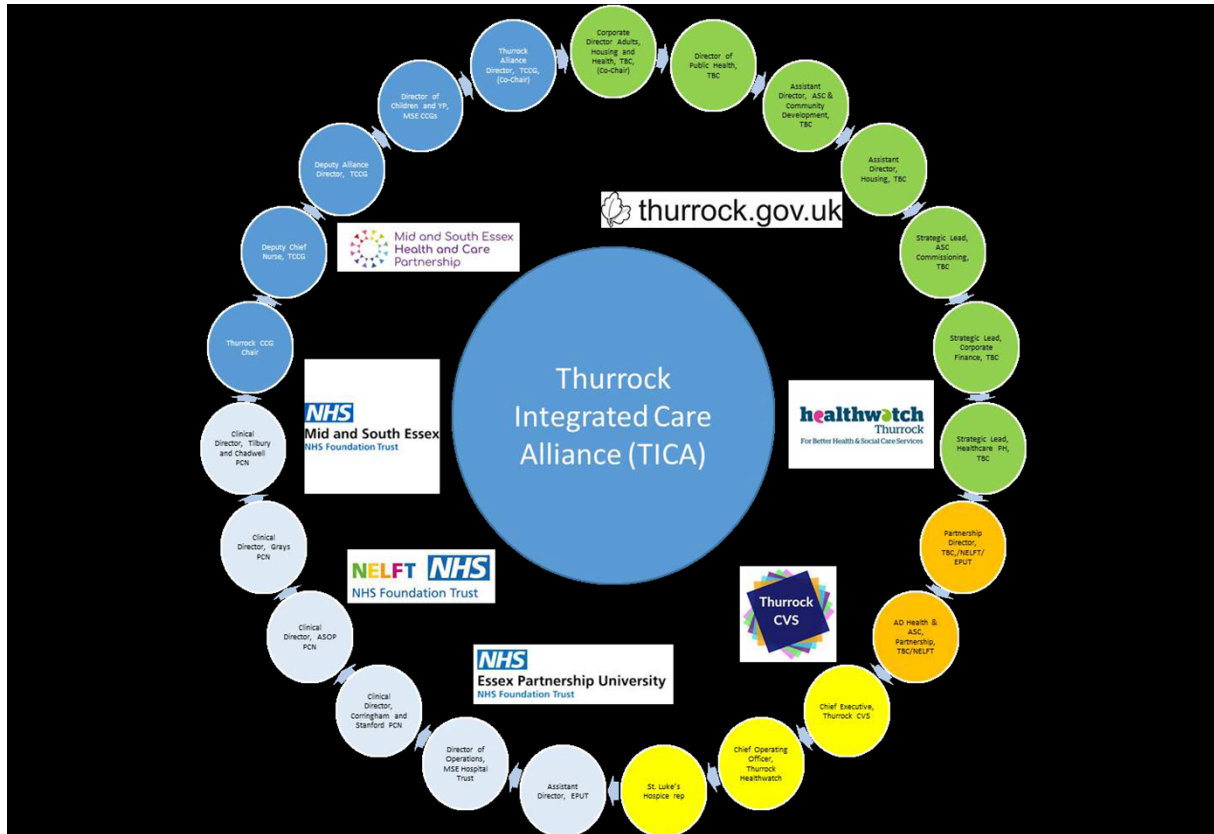 Thurrock
Alliance
Director, TCCG,
(Co-Chair)
Corporate
Director Adults,
Housing and
Health, TBC,
(Co-Chair)
Director of
Public Health,
TBC
Assistant
Director, ASC &
Community
Development,
TBC
Assistant
Director,
Housing, TBC
Strategic Lead,
ASC
Commissioning,
TBC
Strategic Lead,
Corporate
Finance, TBC
Strategic Lead,
Healthcare PH,
TBC
Partnership
Director,
TBC,/NELFT/
EPUT
AD Health &
ASC,
Partnership,
TBC/NELFT
Chief Executive,
Thurrock CVS
Chief Operating
Officer,
Thurrock
Healthwatch
St. Luke's
Hospice rep
Assistant
Director, EPUT
Director of
Operations,
MSE Hospital
Trust
Clinical
Director,
Corringham and
Stanford PCN
Clinical
Director, ASOP
PCN
Clinical
Director, Grays
PCN
Clinical
Director, Tilbury
and Chadwell
PCN
Thurrock CCG
Chair
Deputy Chief
Nurse, TCCG
Deputy Alliance
Director, TCCG
Director of
Children and YP,
MSE CCGs
thurrock.gov.uk
Mid and South Essex
Health and Care
Partnership
Thurrock
Integrated Care
Alliance (TICA)
NHS
Mid and South Essex
NHS Foundation Trust
healthwatch
Thurrock
For Better Health & Social Care Services
NELFT NHS
NHS Foundation Trust
Thurrock
CVS
NHS
Essex Partnership University
NHS Foundation Trust